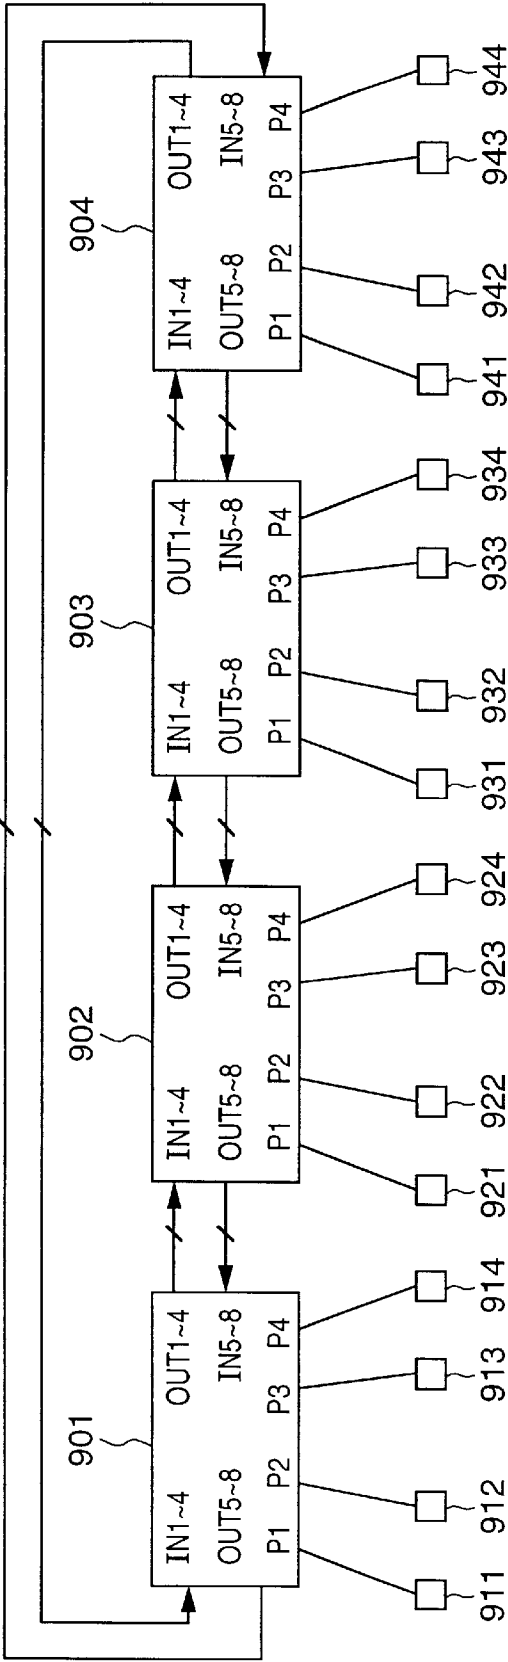 901
902
903
904
IN1~4
OUT1~4
OUT5~8
IN5~8
P1
P2
P3
P4
IN1~4
OUT1~4
OUT5~8
IN5~8
P1
P2
P3
P4
IN1~4
OUT1~4
OUT5~8
IN5~8
P1
P2
P3
P4
IN1~4
OUT1~4
OUT5~8
IN5~8
P1
P2
P3
P4
911
912
913
914
921
922
923
924
931
932
933
934
941
942
943
944